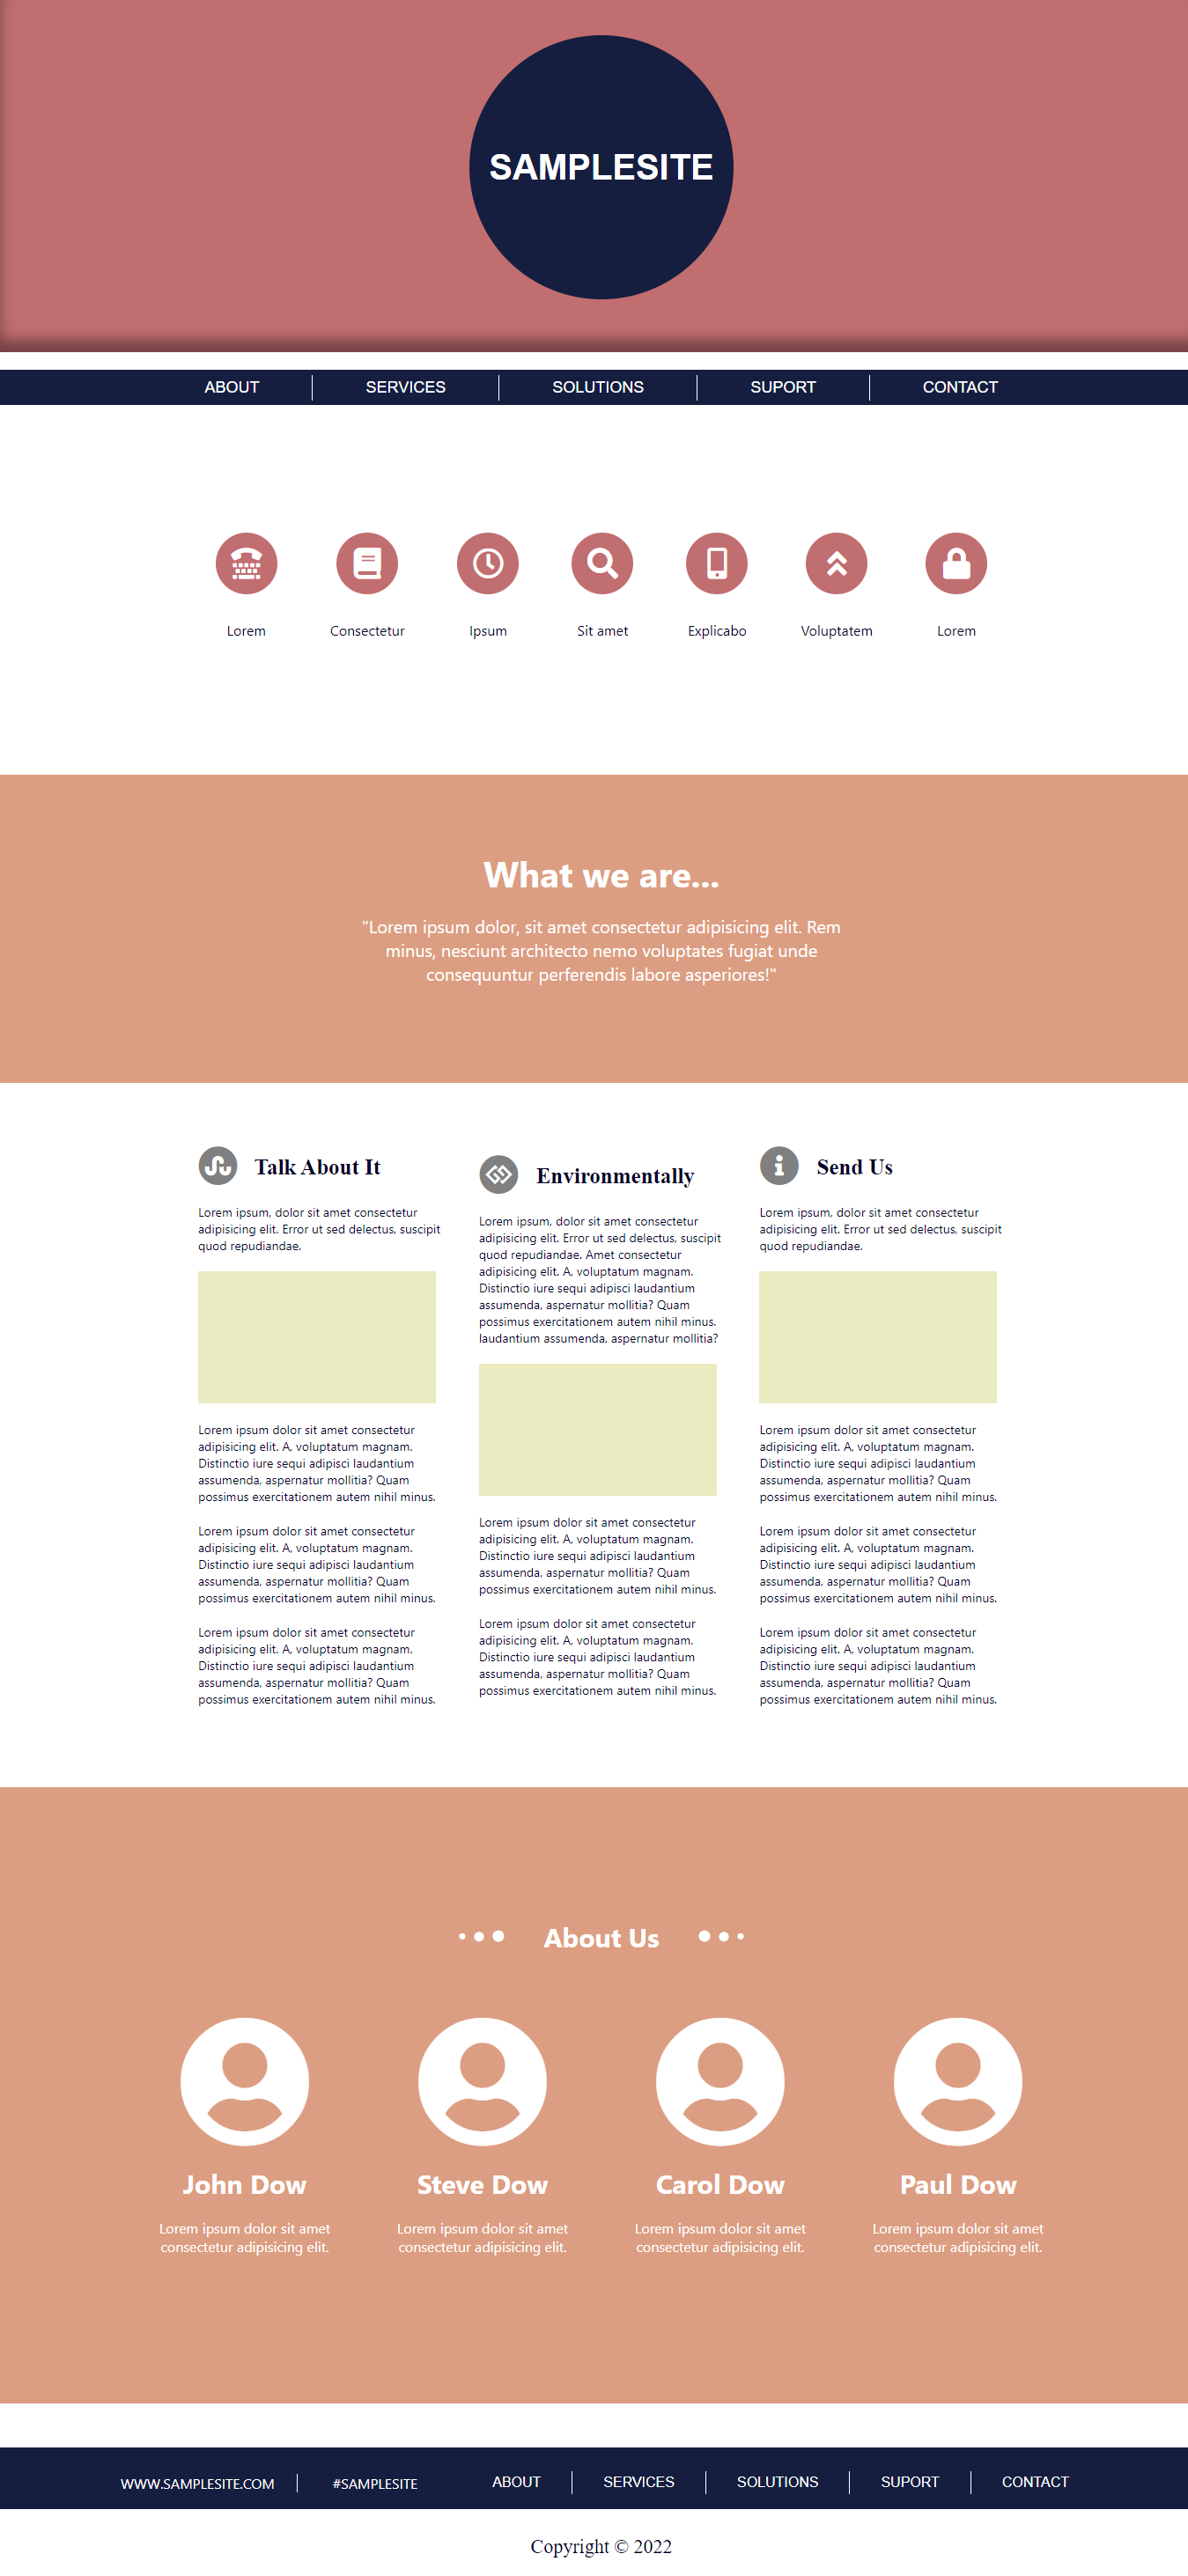 SAMPLESITE
ABOUT
SERVICES
SOLUTIONS
SUPORT
CONTACT
Lorem
Consectetur
Ipsum
Sit amet
Explicabo
Voluptatem
Lorem
What we are...
"Lorem ipsum dolor, sit amet consectetur adipisicing elit. Rem
minus, nesciunt architecto nemo voluptates fugiat unde
consequuntur perferendis labore asperiores!"
Talk About It
Lorem ipsum, dolor sit amet consectetur
adipisicing elit. Error ut sed delectus, suscipit
quod repudiandae.
Lorem ipsum dolor sit amet consectetur
adipisicing elit. A, voluptatum magnam.
Distinctio iure sequi adipisci laudantium
assumenda, aspernatur mollitia? Quam
possimus exercitationem autem nihil minus.
Lorem ipsum dolor sit amet consectetur
adipisicing elit. A, voluptatum magnam.
Distinctio iure sequi adipisci laudantium
assumenda, aspernatur mollitia? Quam
possimus exercitationem autem nihil minus.
Lorem ipsum dolor sit amet consectetur
adipisicing elit. A, voluptatum magnam.
Distinctio iure sequi adipisci laudantium
assumenda, aspernatur mollitia? Quam
possimus exercitationem autem nihil minus.
Environmentally
Lorem ipsum, dolor sit amet consectetur
adipisicing elit. Error ut sed delectus, suscipit
quod repudiandae. Amet consectetur
adipisicing elit. A, voluptatum magnam.
Distinctio iure sequi adipisci laudantium
assumenda, aspernatur mollitia? Quam
possimus exercitationem autem nihil minus.
laudantium assumenda, aspernatur mollitia?
Lorem ipsum dolor sit amet consectetur
adipisicing elit. A, voluptatum magnam.
Distinctio iure sequi adipisci laudantium
assumenda, aspernatur mollitia? Quam
possimus exercitationem autem nihil minus.
Lorem ipsum dolor sit amet consectetur
adipisicing elit. A, voluptatum magnam.
Distinctio iure sequi adipisci laudantium
assumenda, aspernatur mollitia? Quam
possimus exercitationem autem nihil minus.
Send Us
Lorem ipsum, dolor sit amet consectetur
adipisicing elit. Error ut sed delectus, suscipit
quod repudiandae.
Lorem ipsum dolor sit amet consectetur
adipisicing elit. A, voluptatum magnam.
Distinctio iure sequi adipisci laudantium
assumenda, aspernatur mollitia? Quam
possimus exercitationem autem nihil minus.
Lorem ipsum dolor sit amet consectetur
adipisicing elit. A, voluptatum magnam.
Distinctio iure sequi adipisci laudantium
assumenda, aspernatur mollitia? Quam
possimus exercitationem autem nihil minus.
Lorem ipsum dolor sit amet consectetur
adipisicing elit. A, voluptatum magnam.
Distinctio iure sequi adipisci laudantium
assumenda, aspernatur mollitia? Quam
possimus exercitationem autem nihil minus.
About Us
John Dow
Lorem ipsum dolor sit amet
consectetur adipisicing elit.
Steve Dow
Lorem ipsum dolor sit amet
consectetur adipisicing elit.
Carol Dow
Lorem ipsum dolor sit amet
consectetur adipisicing elit.
Paul Dow
Lorem ipsum dolor sit amet
consectetur adipisicing elit.
WWW.SAMPLESITE.COM
#SAMPLESITE
ABOUT
SERVICES
SOLUTIONS
SUPORT
CONTACT
Copyright © 2022